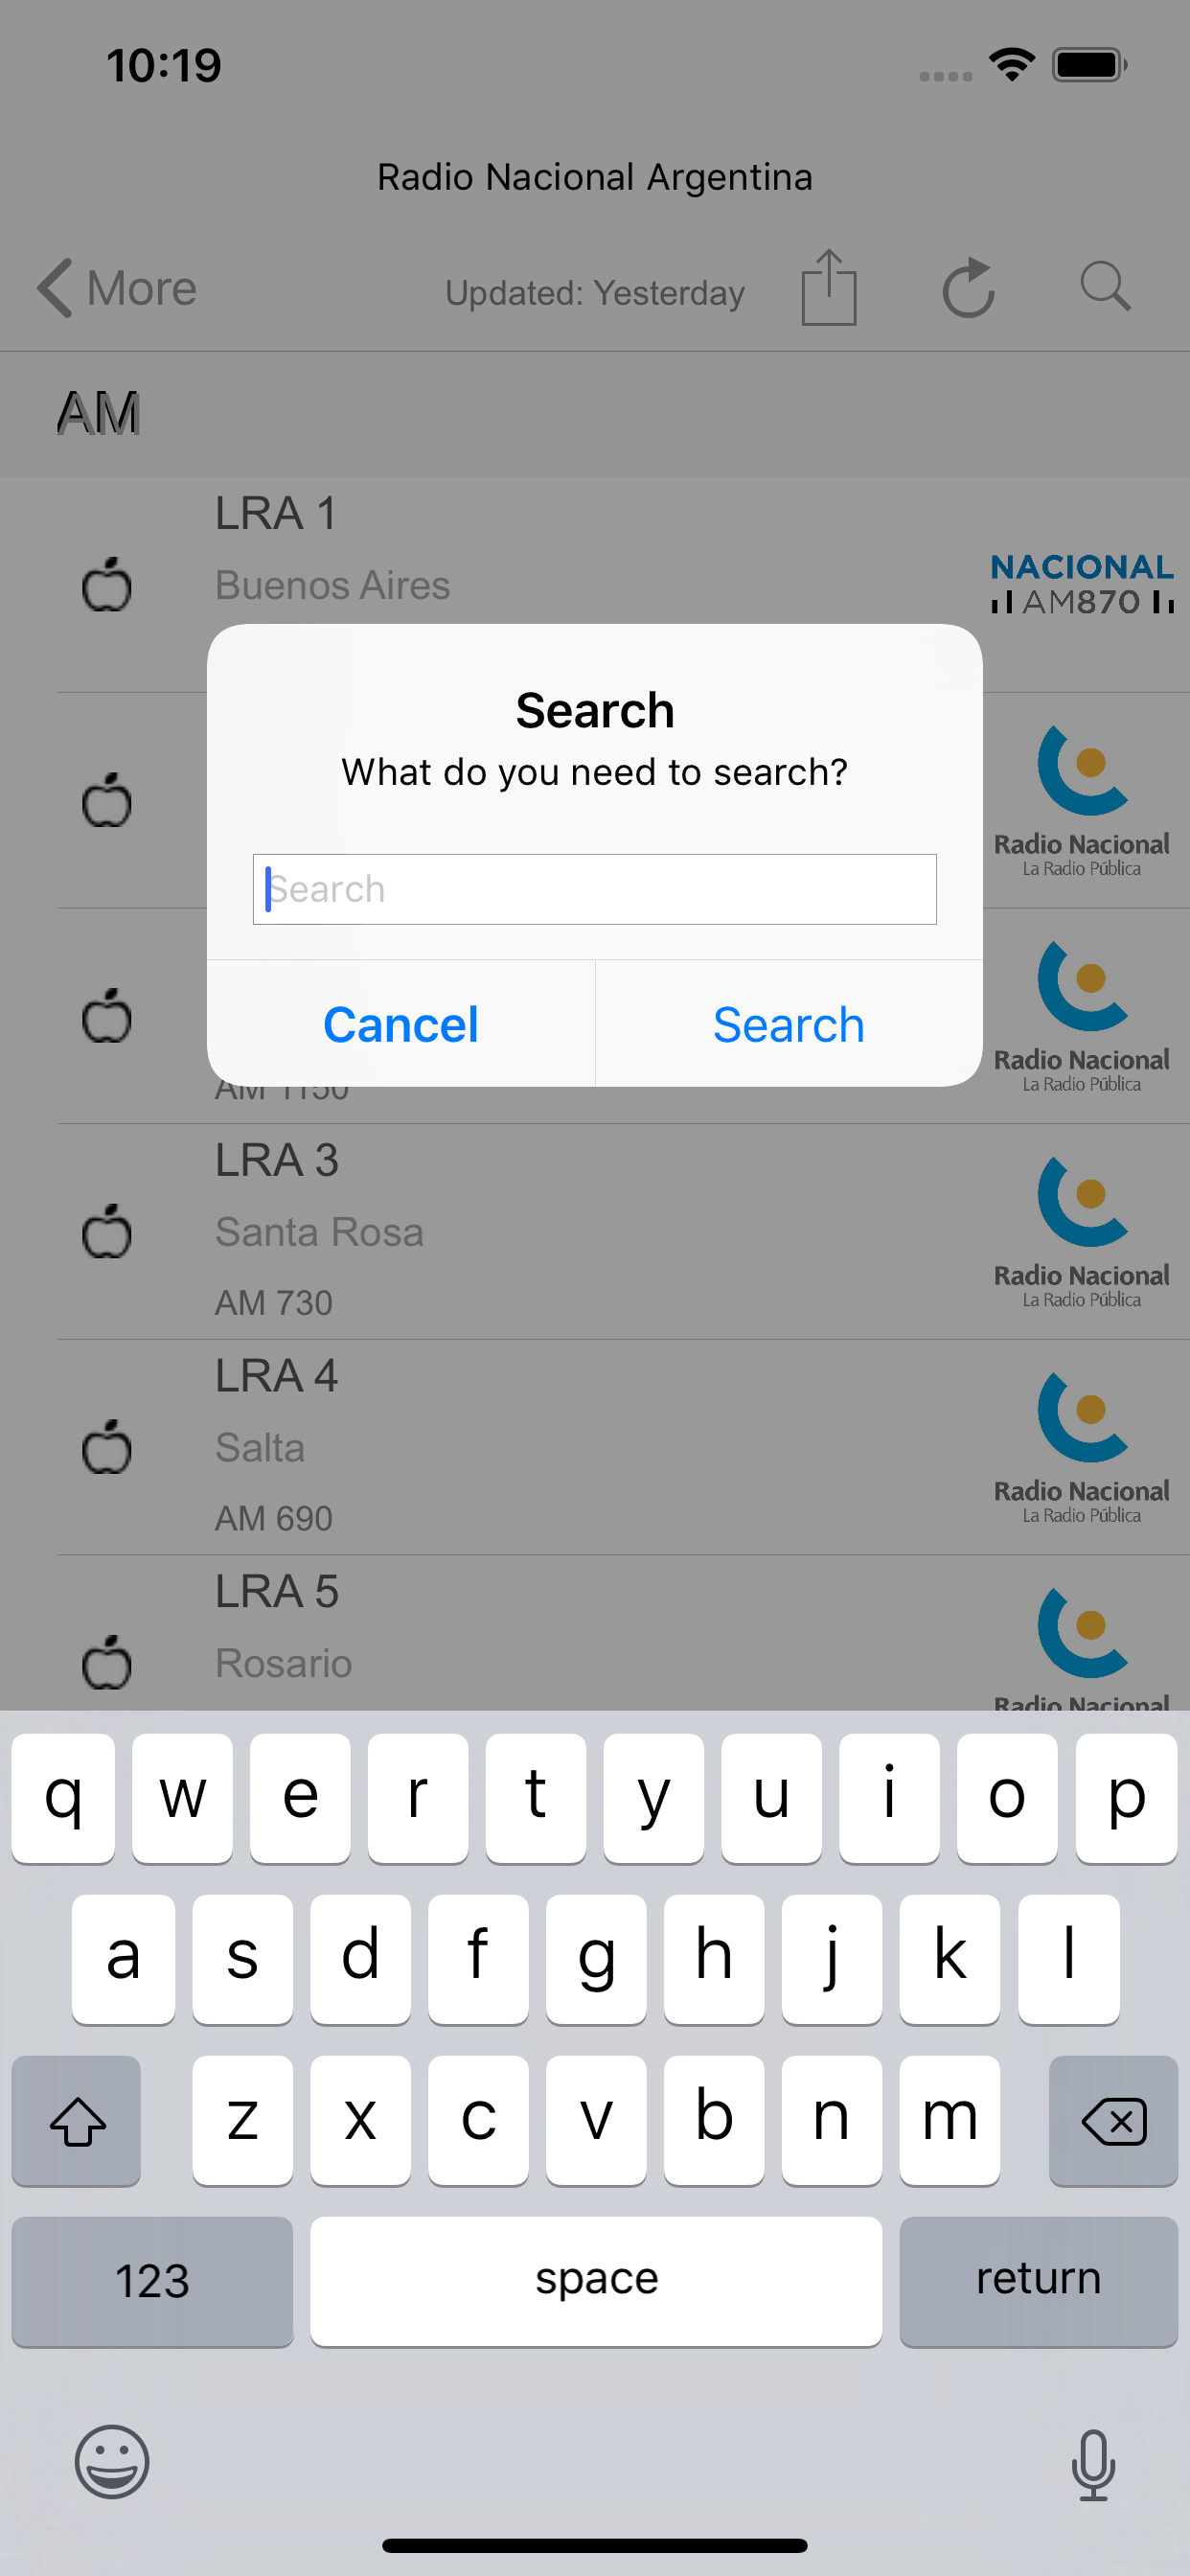 10:19
Radio Nacional Argentina
More
Updated: Yesterday
AM
LRA 1
Buenos Aires
NACIONAL
AM870
Search
What do you need to search?
Search
Cancel
Search
Radio Nacional
La Radio Pública
Radio Nacional
La Radio Pública
AM 1150
LRA 3
Santa Rosa
AM 730
Radio Nacional
La Radio Pública
LRA 4
Salta
AM 690
Radio Nacional
La Radio Pública
LRA 5
Rosario
Radio Nacional
q w e r t y u i o p
a s d f g h j k l
z x c v b n m
123 space return